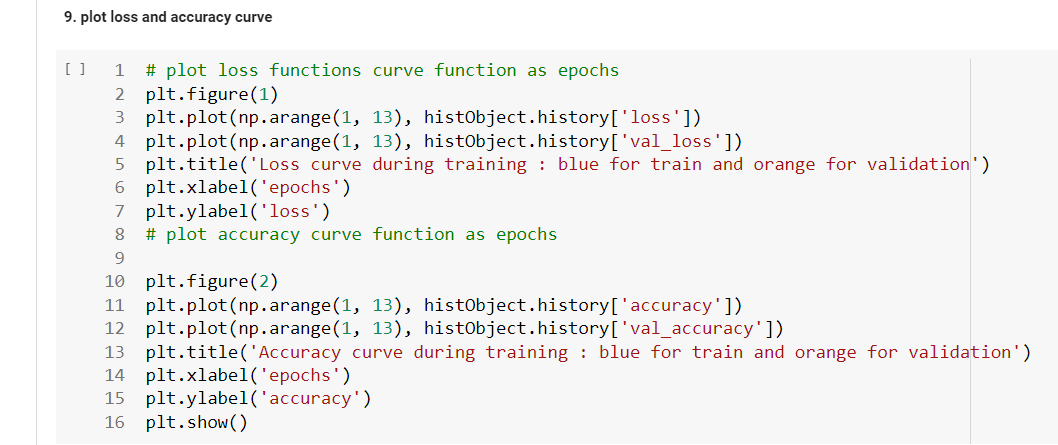 9. plot loss and accuracy curve
[ ] 1 # plot loss functions curve function as epochs
2 plt.figure(1)
3 plt.plot(np.arange(1, 13), histObject.history['loss'])
4 plt.plot(np.arange(1, 13), histObject.history['val_loss'])
5 plt.title('Loss curve during training : blue for train and orange for validation')
6 plt.xlabel('epochs')
7 plt.ylabel('loss')
8 # plot accuracy curve function as epochs
9
10 plt.figure(2)
11 plt.plot(np.arange(1, 13), histObject.history['accuracy'])
12 plt.plot(np.arange(1, 13), histObject.history['val_accuracy'])
13 plt.title('Accuracy curve during training : blue for train and orange for validation')
14 plt.xlabel('epochs')
15 plt.ylabel('accuracy')
16 plt.show()